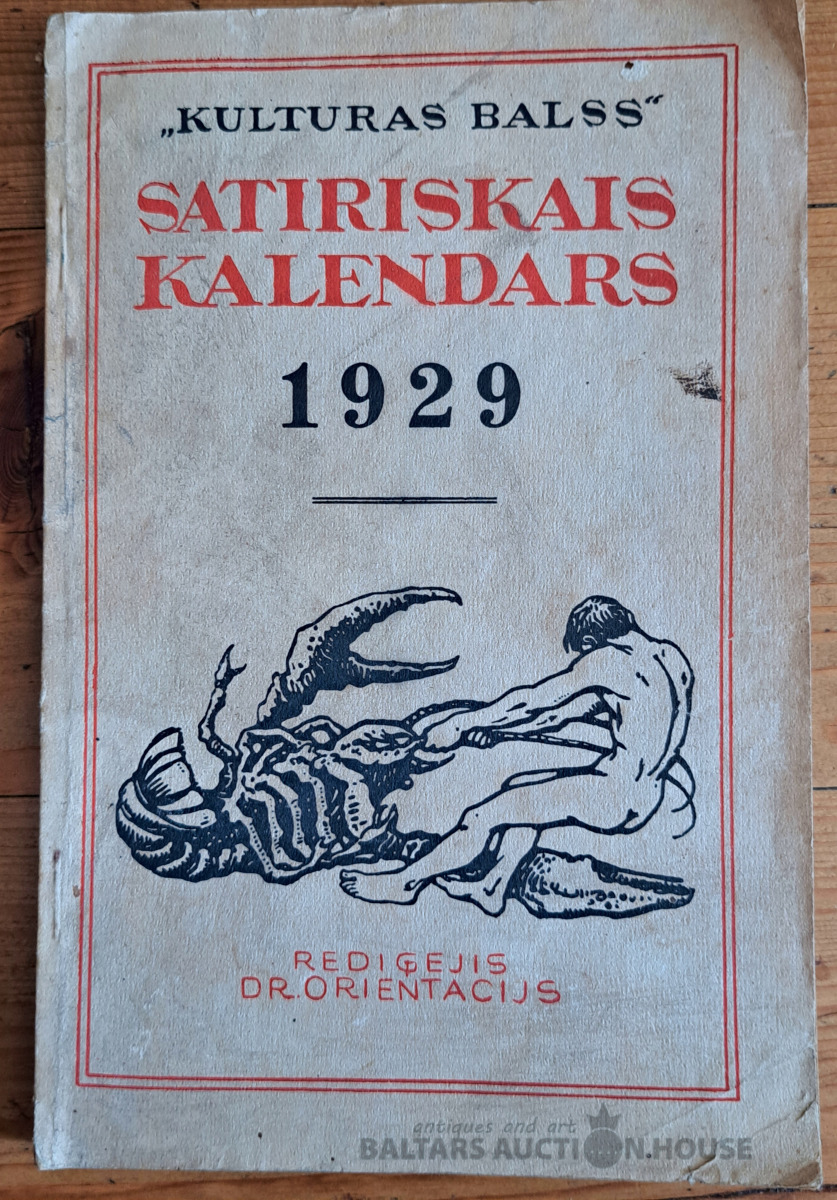 „KULTURAS BALSS“
SATIRISKAIS
KALENDARS
1929
REDIĢEJIS
DR. ORIENTACIJS
antiques and art
BALTARS AUCTION.HOUSE